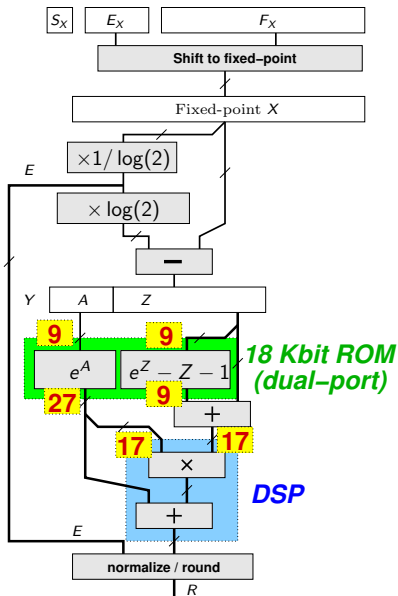 S_X E_X F_X
Shift to fixed–point
Fixed-point X
×1/ log(2)
E
× log(2)
−
Y A Z
9 9
18 Kbit ROM
(dual–port)
e^A e^Z − Z − 1
27 9
+
17 17
×
DSP
+
E
normalize / round
R